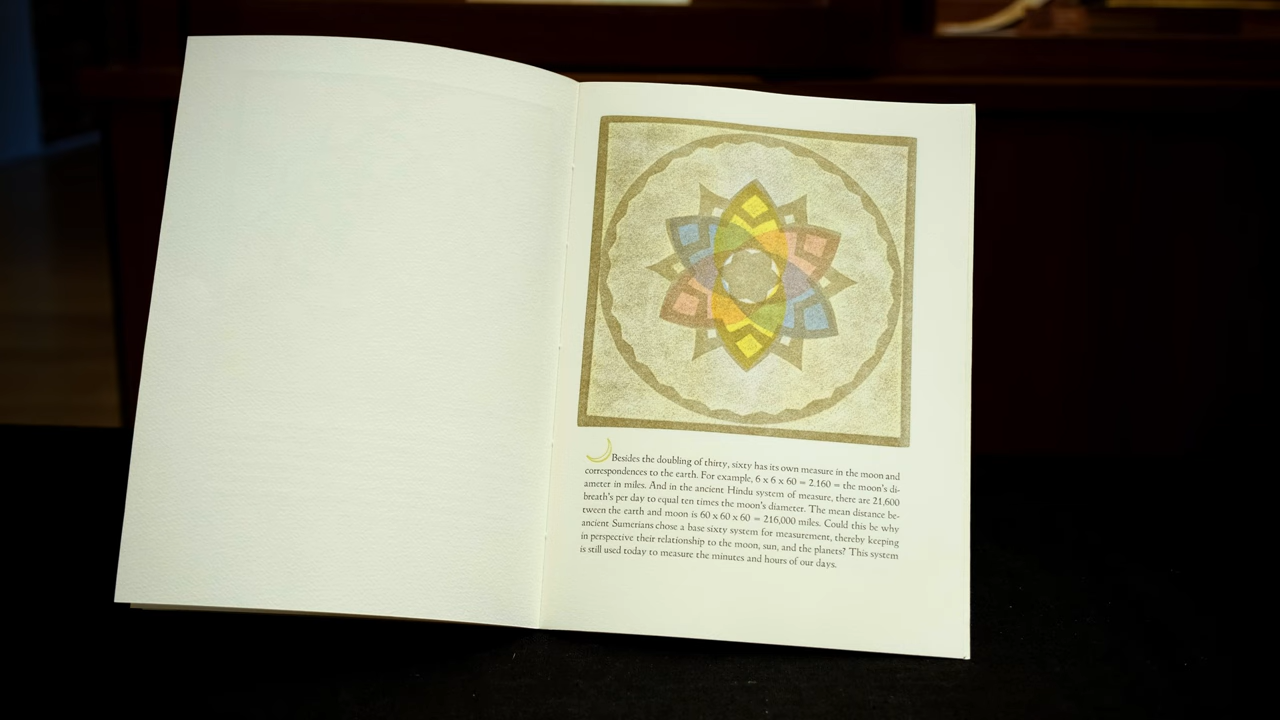 Besides the doubling of thirty, sixty has its own measure in the moon and
correspondences to the earth. For example, 6 x 6 x 60 = 2,160 = the moon's di-
ameter in miles. And in the ancient Hindu system of measure, there are 21,600
breath's per day to equal ten times the moon's diameter. The mean distance be-
tween the earth and moon is 60 x 60 x 60 = 216,000 miles. Could this be why
ancient Sumerians chose a base sixty system for measurement, thereby keeping
in perspective their relationship to the moon, sun, and the planets? This system
is still used today to measure the minutes and hours of our days.